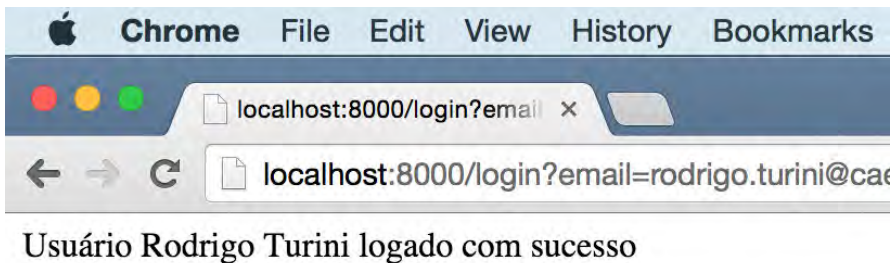 Chrome File Edit View History Bookmarks
localhost:8000/login?email
localhost:8000/login?email=rodrigo.turini@cae
Usuário Rodrigo Turini logado com sucesso